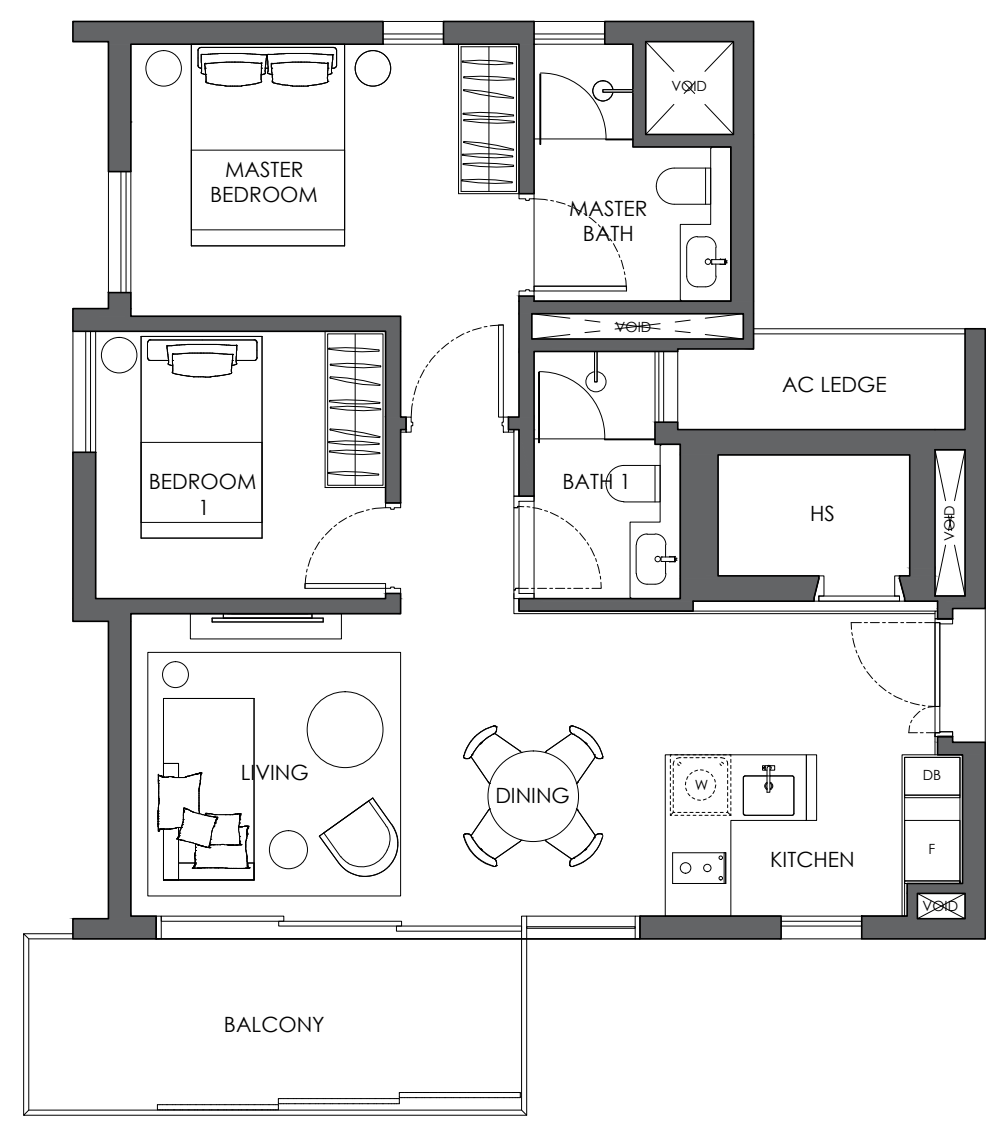 VOID
MASTER
BEDROOM
MASTER
BATH
VOID
AC LEDGE
BEDROOM
1
BATH 1
HS
VOID
LIVING
DINING
W
DB
KITCHEN
F
VOID
BALCONY